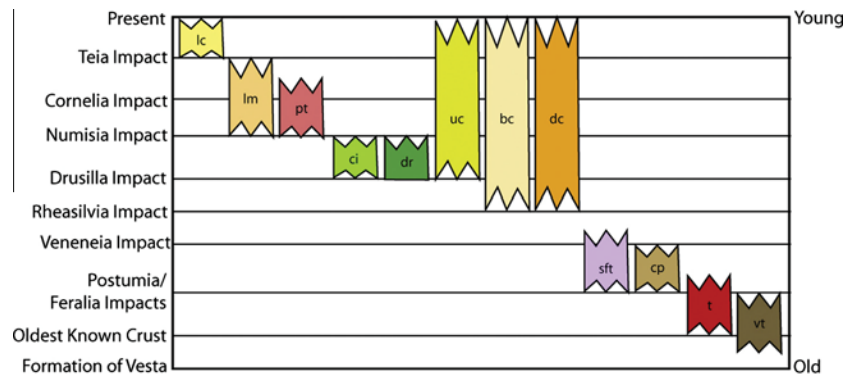 Present
Young
lc
Teia Impact
lm
Cornelia Impact
pt
uc
bc
dc
Numisia Impact
ci
dr
Drusilla Impact
Rheasilvia Impact
Veneneia Impact
sft
cp
Postumia/
Feralia Impacts
t
vt
Oldest Known Crust
Formation of Vesta
Old